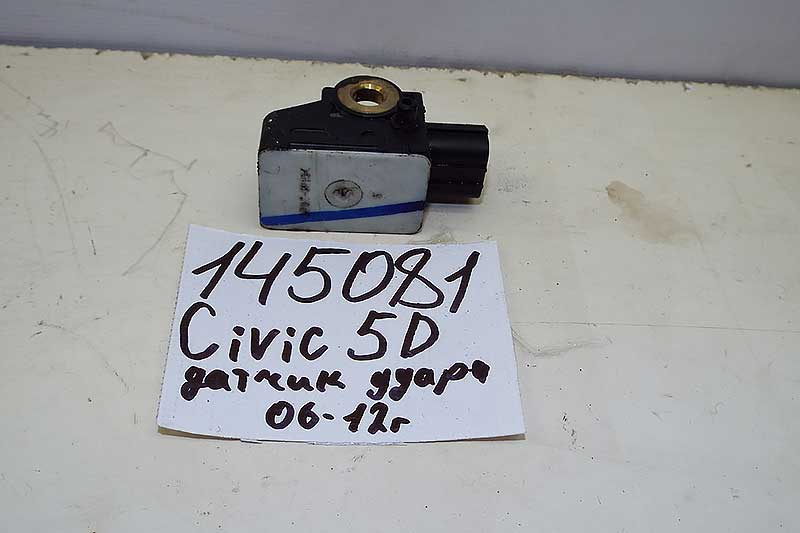 145081
Civic 5D
датчик удара
06-12г